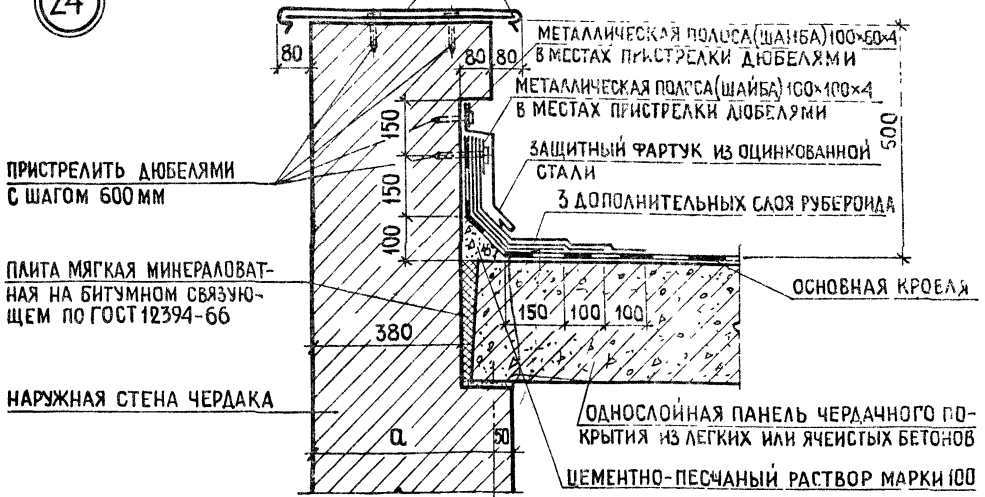 24
80
80
80
МЕТАЛЛИЧЕСКАЯ ПОЛОСА(ШАЙБА)100×60×4
В МЕСТАХ ПРИСТРЕЛКИ ДЮБЕЛЯМИ
МЕТАЛЛИЧЕСКАЯ ПОЛОСА(ШАЙБА)100×100×4
В МЕСТАХ ПРИСТРЕЛКИ ДЮБЕЛЯМИ
ЗАЩИТНЫЙ ФАРТУК ИЗ ОЦИНКОВАННОЙ
СТАЛИ
3 ДОПОЛНИТЕЛЬНЫХ СЛОЯ РУБЕРОИДА
500
150
150
100
ПРИСТРЕЛИТЬ ДЮБЕЛЯМИ
С ШАГОМ 600 ММ
ПЛИТА МЯГКАЯ МИНЕРАЛОВАТ-
НАЯ НА БИТУМНОМ СВЯЗУЮ-
ЩЕМ ПО ГОСТ 12394-66
ОСНОВНАЯ КРОВЛЯ
150
100
100
380
НАРУЖНАЯ СТЕНА ЧЕРДАКА
а
50
ОДНОСЛОЙНАЯ ПАНЕЛЬ ЧЕРДАЧНОГО ПО-
КРЫТИЯ ИЗ ЛЕГКИХ ИЛИ ЯЧЕИСТЫХ БЕТОНОВ
ЦЕМЕНТНО-ПЕСЧАНЫЙ РАСТВОР МАРКИ 100